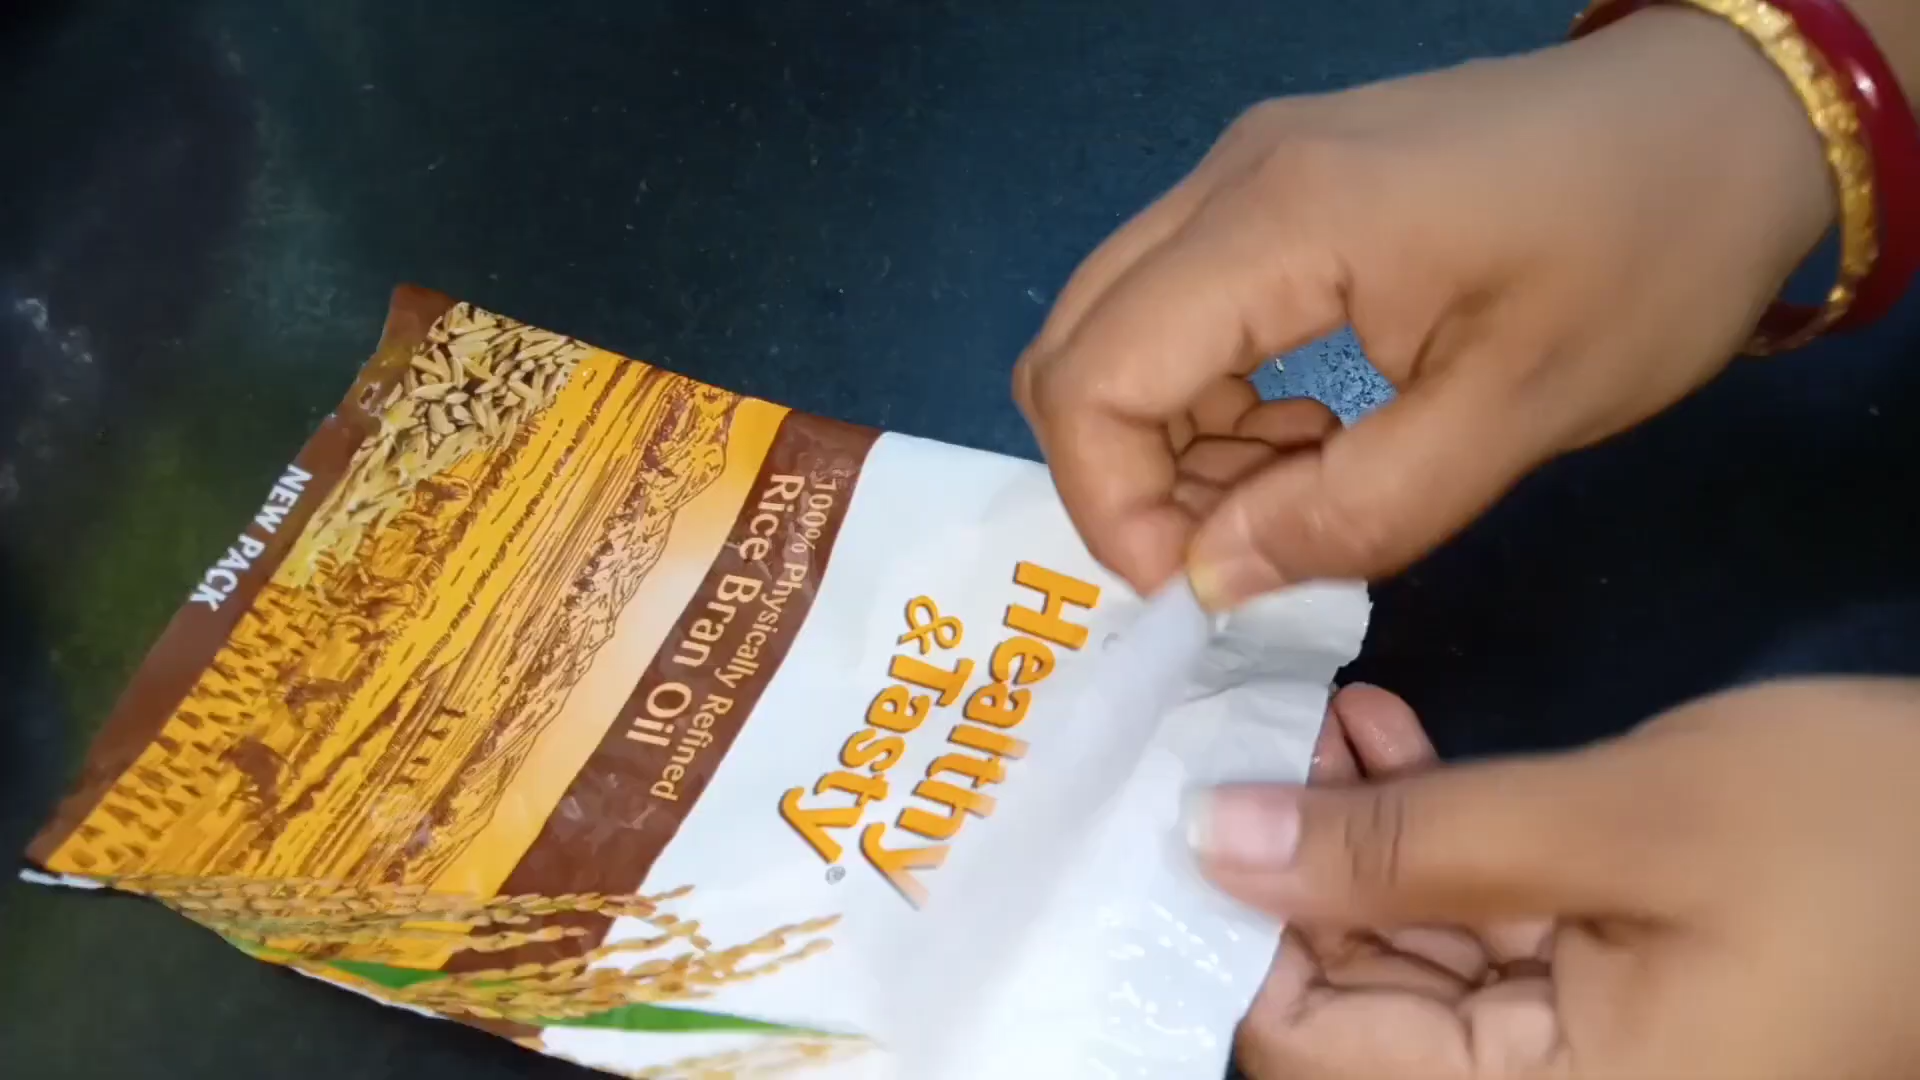 Healthy
&Tasty®
100% Physically Refined
Rice Bran Oil
NEW PACK